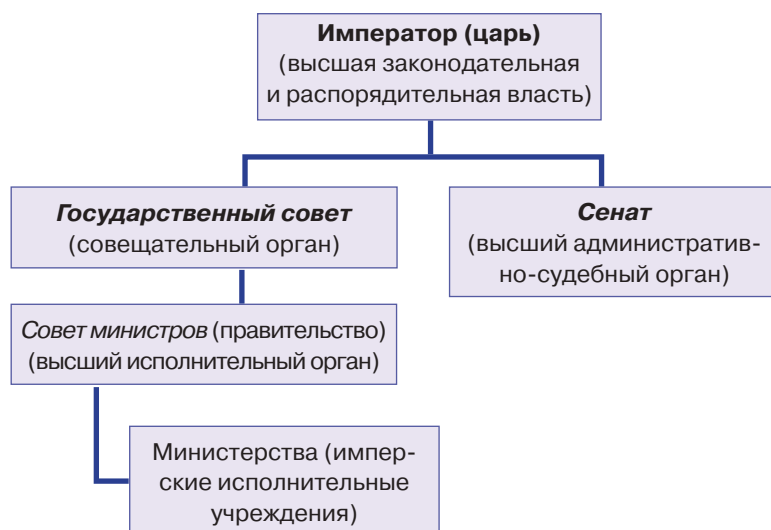 Император (царь)
(высшая законодательная
и распорядительная власть)
Государственный совет
(совещательный орган)
Сенат
(высший административ-
но-судебный орган)
Совет министров (правительство)
(высший исполнительный орган)
Министерства (импер-
ские исполнительные
учреждения)